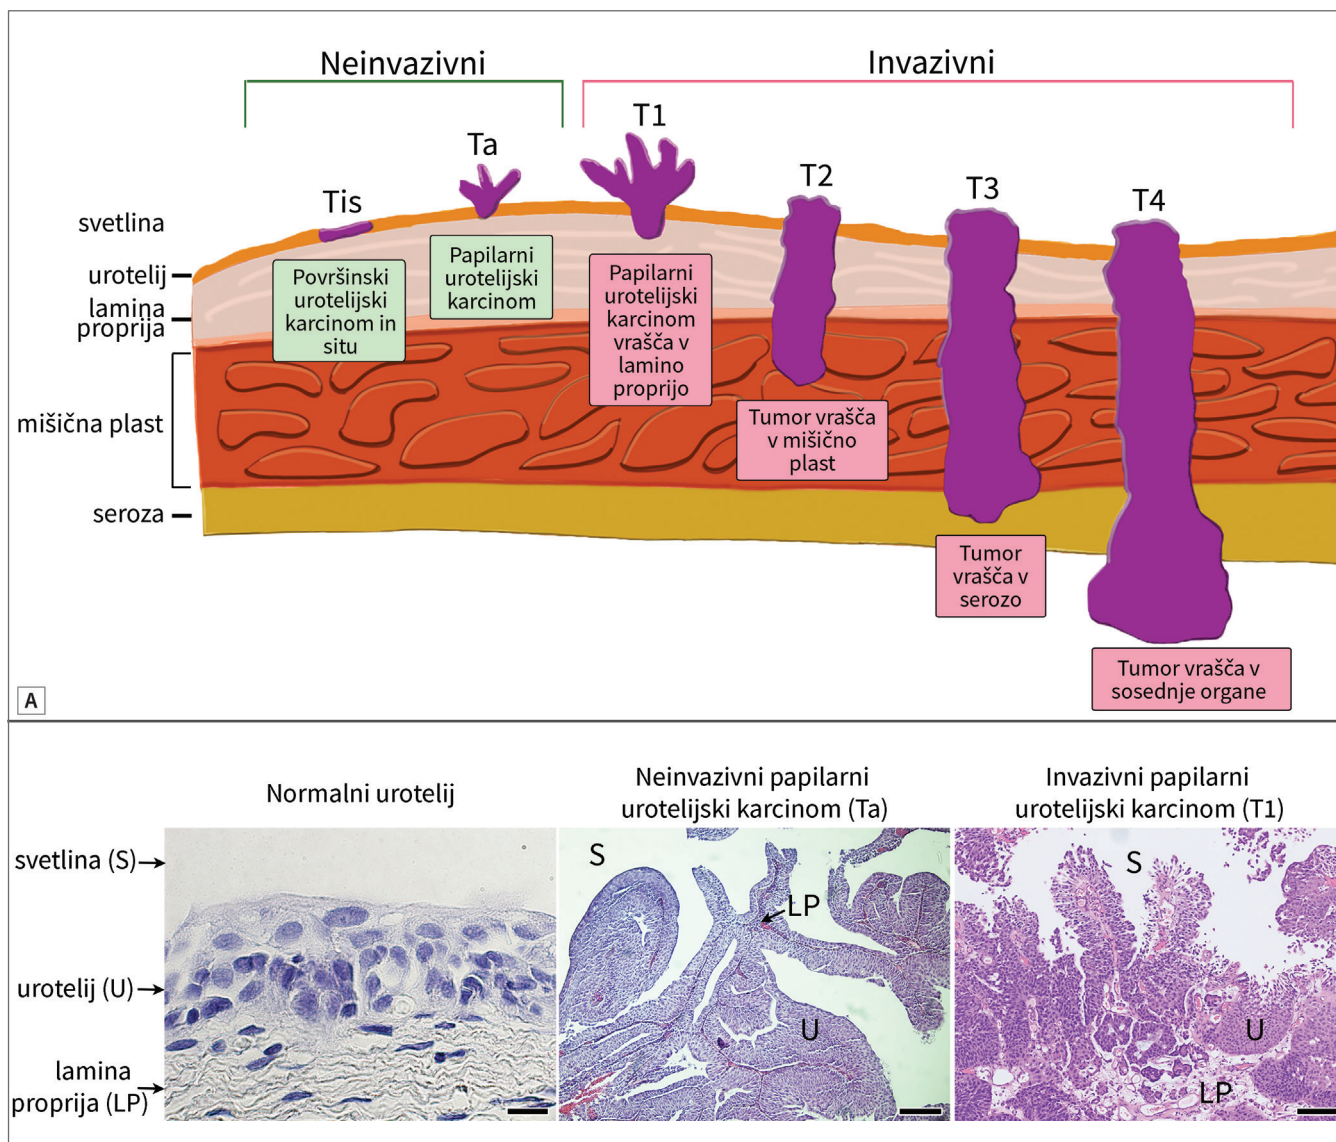 Neinvazivni
Invazivni
Tis
Ta
T1
T2
T3
T4
svetlina
urotelij
lamina
proprija
mišična plast
seroza
Površinski
urotelijski
karcinom in
situ
Papilarni
urotelijski
karcinom
Papilarni
urotelijski
karcinom
vrašča v
lamino
proprijo
Tumor vrašča
v mišično
plast
Tumor
vrašča v
serozo
Tumor vrašča v
sosednje organe
A
Normalni urotelij
Neinvazivni papilarni
urotelijski karcinom (Ta)
Invazivni papilarni
urotelijski karcinom (T1)
svetlina (S)
urotelij (U)
lamina
proprija (LP)
S
LP
U
S
U
LP